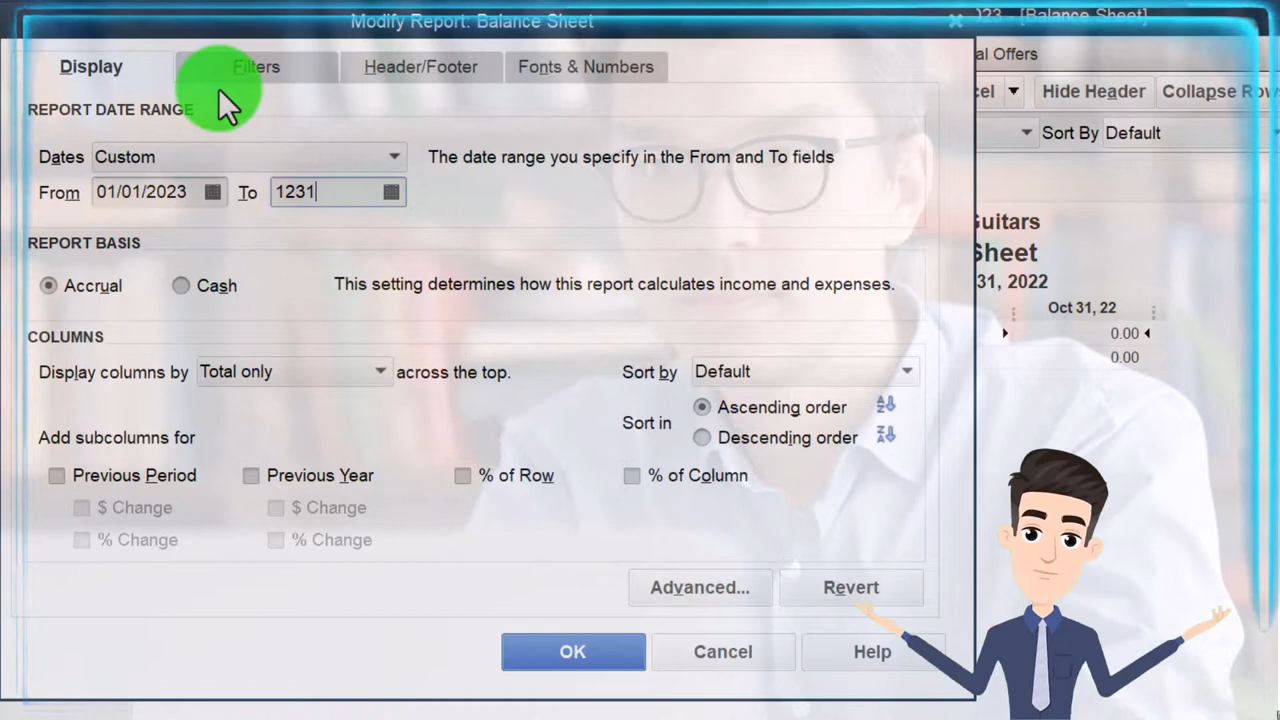 Modify Report: Balance Sheet
023 - [Balance Sheet]
Display
Filters
Header/Footer
Fonts & Numbers
al Offers
cel
Hide Header
Collapse Rows
Sort By Default
REPORT DATE RANGE
Dates Custom
The date range you specify in the From and To fields
From 01/01/2023 To 1231
REPORT BASIS
Accrual
Cash
This setting determines how this report calculates income and expenses.
COLUMNS
Display columns by Total only across the top.
Sort by Default
Sort in
Ascending order
Descending order
Add subcolumns for
Previous Period
Previous Year
% of Row
% of Column
$ Change
$ Change
% Change
% Change
Advanced...
Revert
OK
Cancel
Help
Guitars
Sheet
31, 2022
Oct 31, 22
0.00
0.00